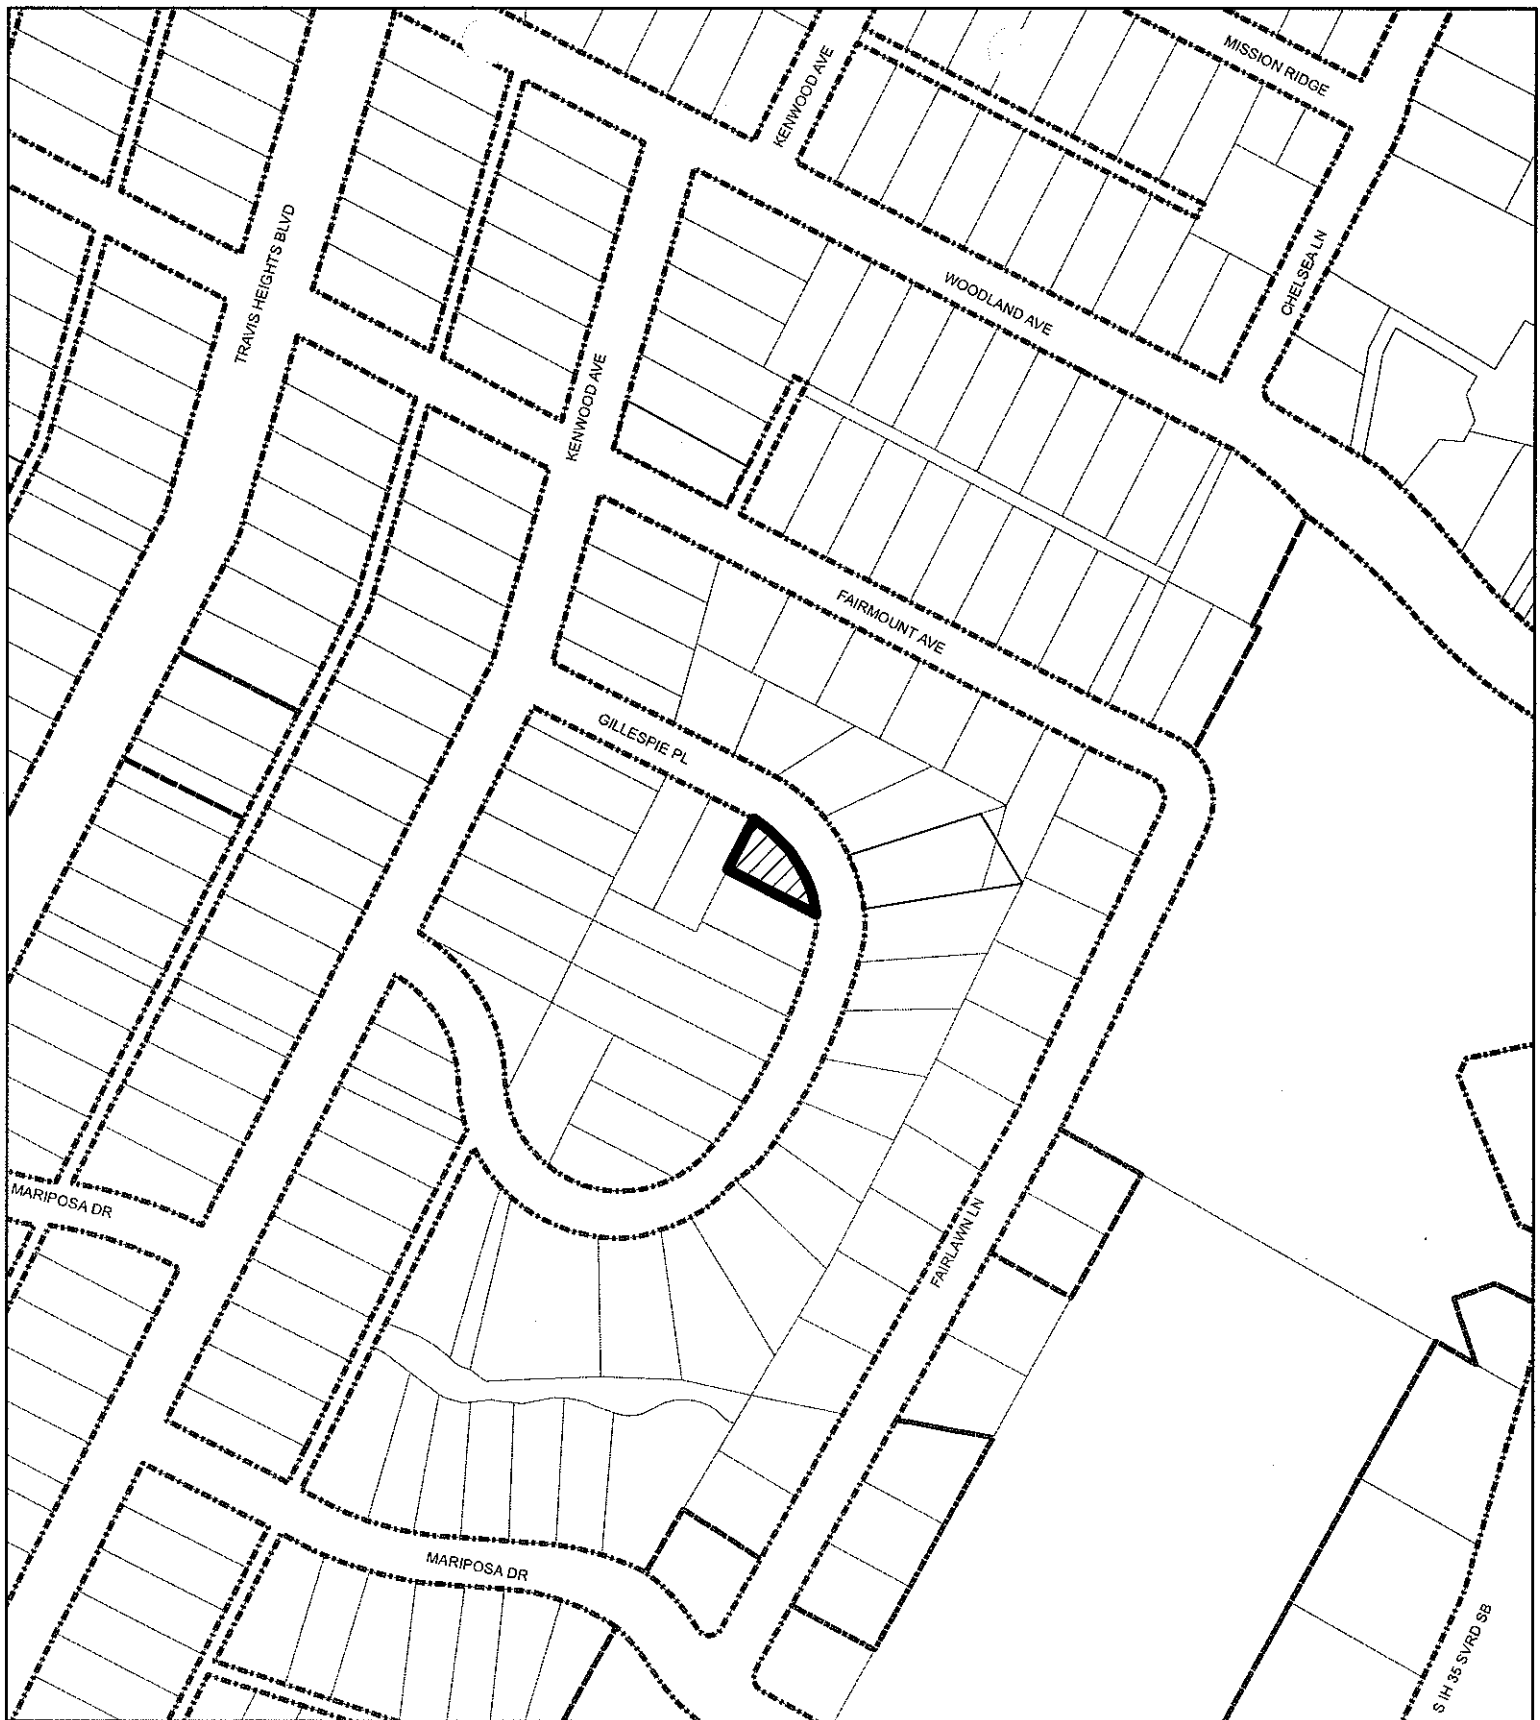 MISSION RIDGE
KENWOOD AVE
TRAVIS HEIGHTS BLVD
CHELSEA LN
WOODLAND AVE
KENWOOD AVE
FAIRMOUNT AVE
GILLESPIE PL
MARIPOSA DR
FAIRLAWN LN
MARIPOSA DR
S IH 35 SVRD SB